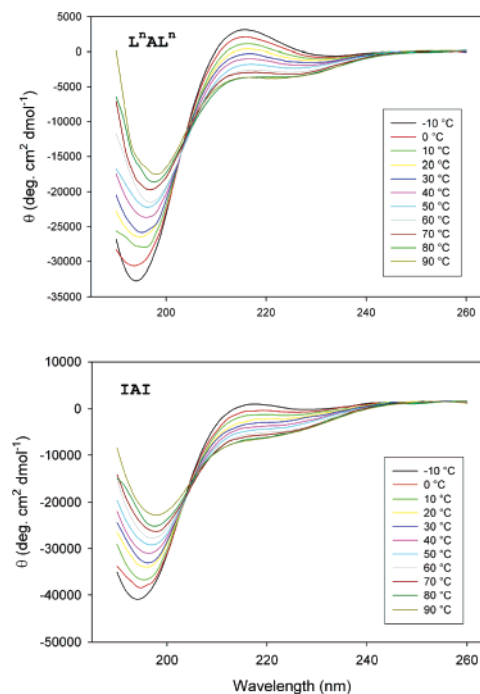 LⁿALⁿ
θ (deg. cm² dmol⁻¹)
5000
0
-5000
-10000
-15000
-20000
-25000
-30000
-35000
-10 °C
0 °C
10 °C
20 °C
30 °C
40 °C
50 °C
60 °C
70 °C
80 °C
90 °C
200 220 240 260
IAI
θ (deg. cm² dmol⁻¹)
10000
0
-10000
-20000
-30000
-40000
-50000
-10 °C
0 °C
10 °C
20 °C
30 °C
40 °C
50 °C
60 °C
70 °C
80 °C
90 °C
200 220 240 260
Wavelength (nm)